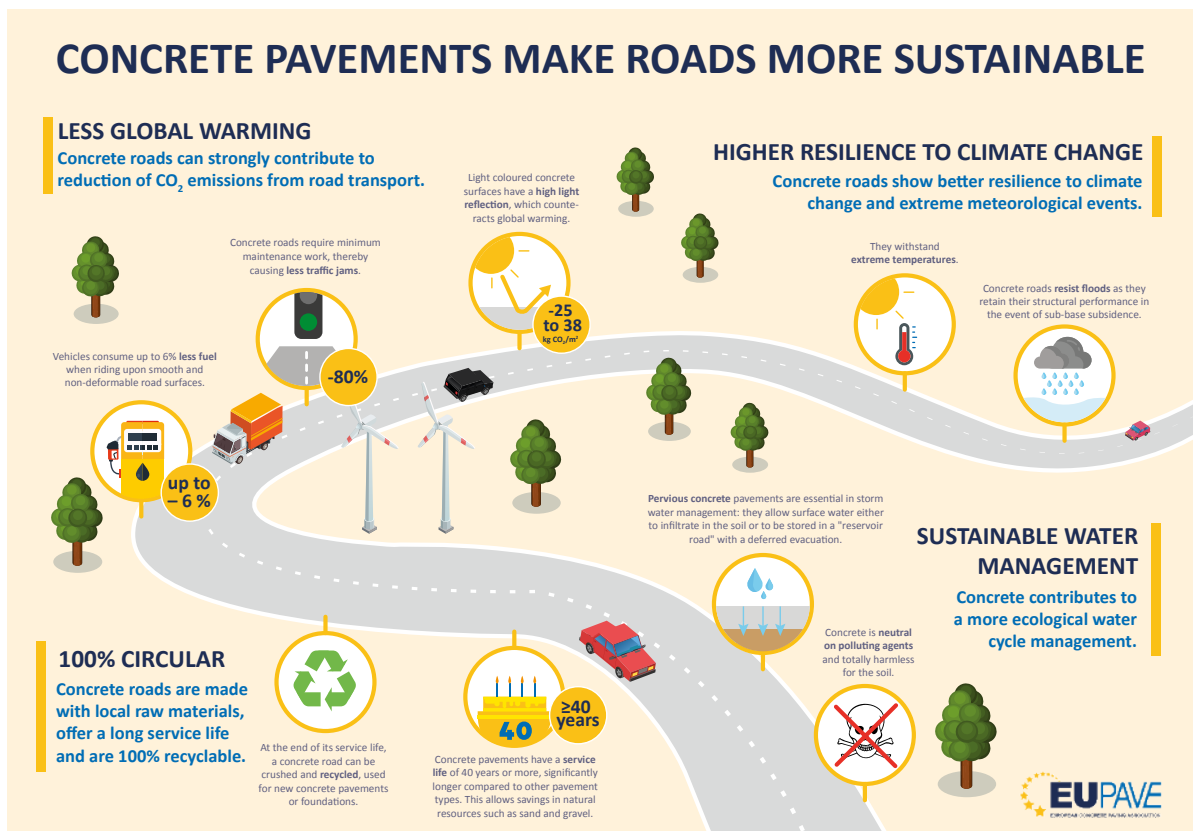 CONCRETE PAVEMENTS MAKE ROADS MORE SUSTAINABLE
LESS GLOBAL WARMING
Concrete roads can strongly contribute to
reduction of CO₂ emissions from road transport.
Light coloured concrete
surfaces have a high light
reflection, which counte-
racts global warming.
-25
to 38
kg CO₂/m²
Concrete roads require minimum
maintenance work, thereby
causing less traffic jams.
-80%
Vehicles consume up to 6% less fuel
when riding upon smooth and
non-deformable road surfaces.
up to
– 6 %
HIGHER RESILIENCE TO CLIMATE CHANGE
Concrete roads show better resilience to climate
change and extreme meteorological events.
They withstand
extreme temperatures.
Concrete roads resist floods as they
retain their structural performance in
the event of sub-base subsidence.
Pervious concrete pavements are essential in storm
water management: they allow surface water either
to infiltrate in the soil or to be stored in a "reservoir
road" with a deferred evacuation.
SUSTAINABLE WATER
MANAGEMENT
Concrete contributes to
a more ecological water
cycle management.
Concrete is neutral
on polluting agents
and totally harmless
for the soil.
100% CIRCULAR
Concrete roads are made
with local raw materials,
offer a long service life
and are 100% recyclable.
At the end of its service life,
a concrete road can be
crushed and recycled, used
for new concrete pavements
or foundations.
40
≥40
years
Concrete pavements have a service
life of 40 years or more, significantly
longer compared to other pavement
types. This allows savings in natural
resources such as sand and gravel.
EUPAVE
EUROPEAN CONCRETE PAVING ASSOCIATION